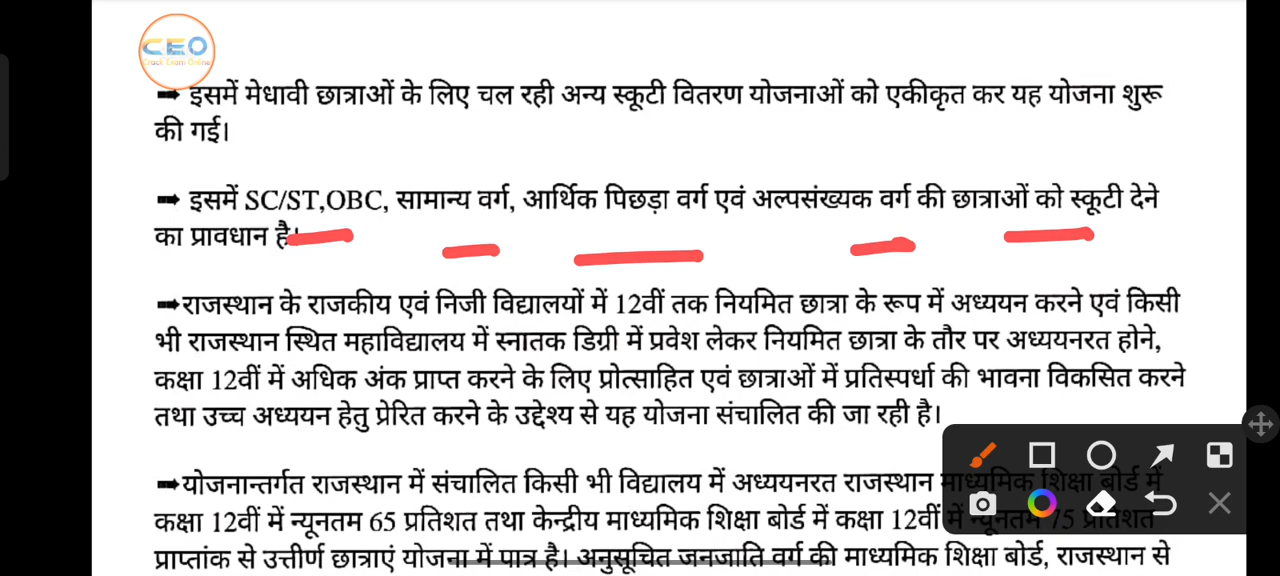 CEO
Crack Exam Online
➡ इसमें मेधावी छात्राओं के लिए चल रही अन्य स्कूटी वितरण योजनाओं को एकीकृत कर यह योजना शुरू
की गई।
➡ इसमें SC/ST,OBC, सामान्य वर्ग, आर्थिक पिछड़ा वर्ग एवं अल्पसंख्यक वर्ग की छात्राओं को स्कूटी देने
का प्रावधान है।
➡राजस्थान के राजकीय एवं निजी विद्यालयों में 12वीं तक नियमित छात्रा के रूप में अध्ययन करने एवं किसी
भी राजस्थान स्थित महाविद्यालय में स्नातक डिग्री में प्रवेश लेकर नियमित छात्रा के तौर पर अध्ययनरत होने,
कक्षा 12वीं में अधिक अंक प्राप्त करने के लिए प्रोत्साहित एवं छात्राओं में प्रतिस्पर्धा की भावना विकसित करने
तथा उच्च अध्ययन हेतु प्रेरित करने के उद्देश्य से यह योजना संचालित की जा रही है।
➡योजनान्तर्गत राजस्थान में संचालित किसी भी विद्यालय में अध्ययनरत राजस्थान माध्यमिक शिक्षा बोर्ड में
कक्षा 12वीं में न्यूनतम 65 प्रतिशत तथा केन्द्रीय माध्यमिक शिक्षा बोर्ड में कक्षा 12वीं में न्यूनतम 75 प्रतिशत
प्राप्तांक से उत्तीर्ण छात्राएं योजना में पात्र है। अनुसूचित जनजाति वर्ग की माध्यमिक शिक्षा बोर्ड, राजस्थान से